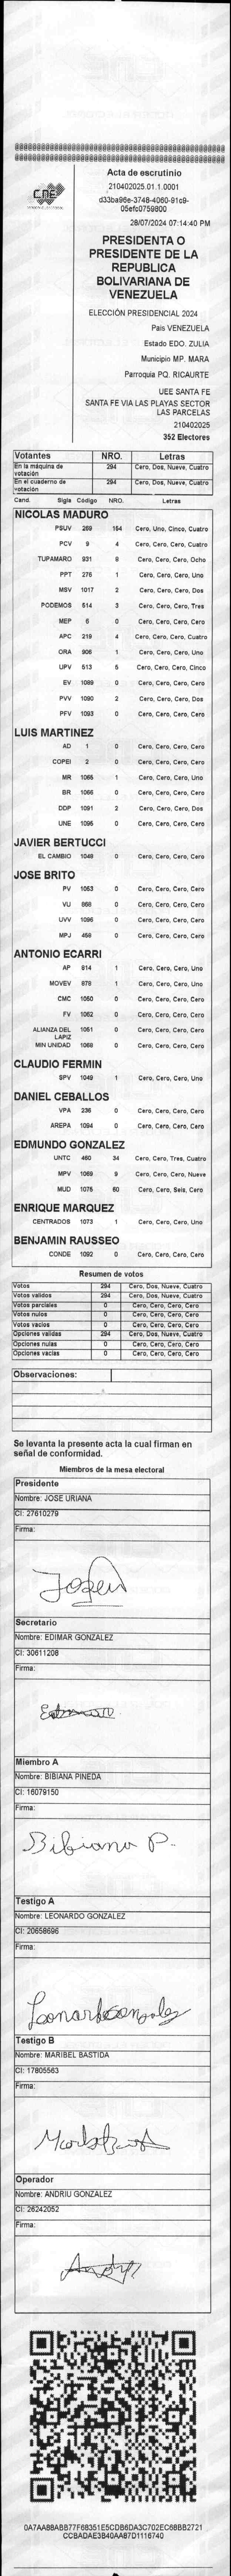 CNE
Acta de escrutinio
210402025.01.1.0001
d33ba96e-3748-4060-91c9-
05efc0759800
28/07/2024 07:14:40 PM
PRESIDENTA O
PRESIDENTE DE LA
REPUBLICA
BOLIVARIANA DE
VENEZUELA
ELECCIÓN PRESIDENCIAL 2024
País VENEZUELA
Estado EDO. ZULIA
Municipio MP. MARA
Parroquia PQ. RICAURTE
UEE SANTA FE
SANTA FE VIA LAS PLAYAS SECTOR
LAS PARCELAS
210402025
352 Electores
Votantes NRO. Letras
En la máquina de votación 294 Cero, Dos, Nueve, Cuatro
En el cuaderno de votación 294 Cero, Dos, Nueve, Cuatro
Cand. Sigla Código NRO. Letras
NICOLAS MADURO
PSUV 269 154 Cero, Uno, Cinco, Cuatro
PCV 9 4 Cero, Cero, Cero, Cuatro
TUPAMARO 931 8 Cero, Cero, Cero, Ocho
PPT 276 1 Cero, Cero, Cero, Uno
MSV 1017 2 Cero, Cero, Cero, Dos
PODEMOS 514 3 Cero, Cero, Cero, Tres
MEP 6 0 Cero, Cero, Cero, Cero
APC 219 4 Cero, Cero, Cero, Cuatro
ORA 906 1 Cero, Cero, Cero, Uno
UPV 513 5 Cero, Cero, Cero, Cinco
EV 1089 0 Cero, Cero, Cero, Cero
PVV 1090 2 Cero, Cero, Cero, Dos
PFV 1093 0 Cero, Cero, Cero, Cero
LUIS MARTINEZ
AD 1 0 Cero, Cero, Cero, Cero
COPEI 2 0 Cero, Cero, Cero, Cero
MR 1065 1 Cero, Cero, Cero, Uno
BR 1066 0 Cero, Cero, Cero, Cero
DDP 1091 2 Cero, Cero, Cero, Dos
UNE 1095 0 Cero, Cero, Cero, Cero
JAVIER BERTUCCI
EL CAMBIO 1048 0 Cero, Cero, Cero, Cero
JOSE BRITO
PV 1053 0 Cero, Cero, Cero, Cero
VU 868 0 Cero, Cero, Cero, Cero
UVV 1096 0 Cero, Cero, Cero, Cero
MPJ 458 0 Cero, Cero, Cero, Cero
ANTONIO ECARRI
AP 814 1 Cero, Cero, Cero, Uno
MOVEV 878 1 Cero, Cero, Cero, Uno
CMC 1050 0 Cero, Cero, Cero, Cero
FV 1052 0 Cero, Cero, Cero, Cero
ALIANZA DEL LAPIZ 1051 0 Cero, Cero, Cero, Cero
MIN UNIDAD 1068 0 Cero, Cero, Cero, Cero
CLAUDIO FERMIN
SPV 1049 1 Cero, Cero, Cero, Uno
DANIEL CEBALLOS
VPA 236 0 Cero, Cero, Cero, Cero
AREPA 1094 0 Cero, Cero, Cero, Cero
EDMUNDO GONZALEZ
UNTC 460 34 Cero, Cero, Tres, Cuatro
MPV 1069 9 Cero, Cero, Cero, Nueve
MUD 1075 60 Cero, Cero, Seis, Cero
ENRIQUE MARQUEZ
CENTRADOS 1073 1 Cero, Cero, Cero, Uno
BENJAMIN RAUSSEO
CONDE 1092 0 Cero, Cero, Cero, Cero
Resumen de votos
Votos 294 Cero, Dos, Nueve, Cuatro
Votos validos 294 Cero, Dos, Nueve, Cuatro
Votos parciales 0 Cero, Cero, Cero, Cero
Votos nulos 0 Cero, Cero, Cero, Cero
Votos vacios 0 Cero, Cero, Cero, Cero
Opciones validas 294 Cero, Dos, Nueve, Cuatro
Opciones nulas 0 Cero, Cero, Cero, Cero
Opciones vacias 0 Cero, Cero, Cero, Cero
Observaciones:
Se levanta la presente acta la cual firman en
señal de conformidad.
Miembros de la mesa electoral
Presidente
Nombre: JOSE URIANA
CI: 27610279
Firma:
Secretario
Nombre: EDIMAR GONZALEZ
CI: 30611208
Firma:
Miembro A
Nombre: BIBIANA PINEDA
CI: 16079150
Firma:
Bibiana P.
Testigo A
Nombre: LEONARDO GONZALEZ
CI: 20658696
Firma:
Leonardo González
Testigo B
Nombre: MARIBEL BASTIDA
CI: 17805563
Firma:
Operador
Nombre: ANDRIU GONZALEZ
CI: 26242052
Firma:
0A7AA8BABB77F68351E5CDB6DA3C702EC68BB2721
CCBADAE3B40AA87D1116740